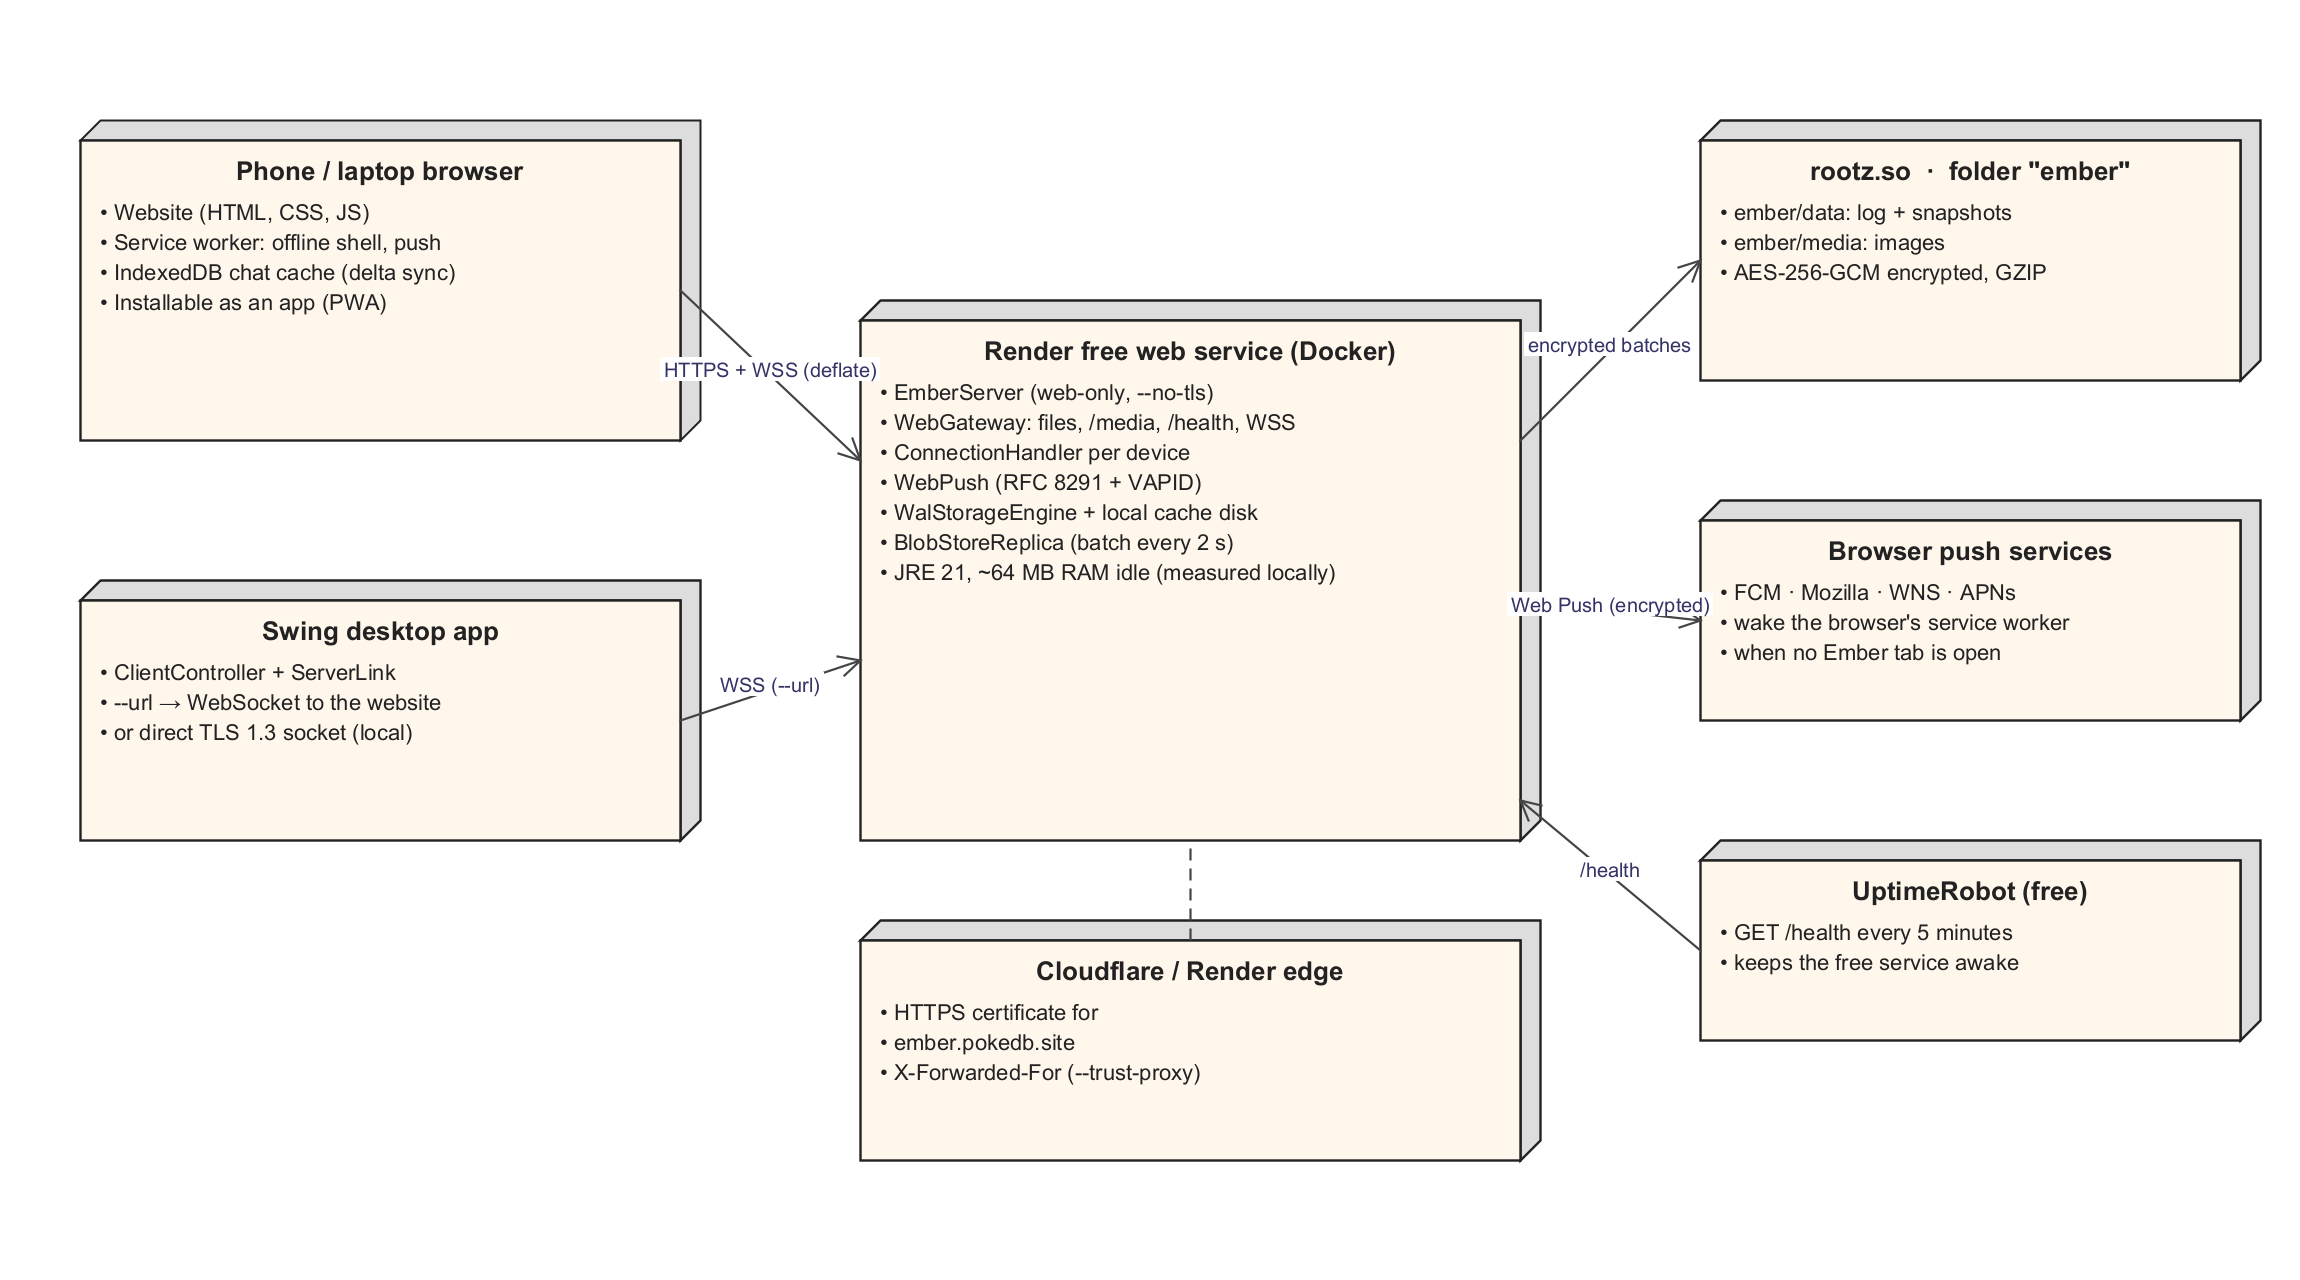 Phone / laptop browser
• Website (HTML, CSS, JS)
• Service worker: offline shell, push
• IndexedDB chat cache (delta sync)
• Installable as an app (PWA)
HTTPS + WSS (deflate)
Swing desktop app
• ClientController + ServerLink
• --url → WebSocket to the website
• or direct TLS 1.3 socket (local)
WSS (--url)
Render free web service (Docker)
• EmberServer (web-only, --no-tls)
• WebGateway: files, /media, /health, WSS
• ConnectionHandler per device
• WebPush (RFC 8291 + VAPID)
• WalStorageEngine + local cache disk
• BlobStoreReplica (batch every 2 s)
• JRE 21, ~64 MB RAM idle (measured locally)
Cloudflare / Render edge
• HTTPS certificate for
• ember.pokedb.site
• X-Forwarded-For (--trust-proxy)
encrypted batches
rootz.so · folder "ember"
• ember/data: log + snapshots
• ember/media: images
• AES-256-GCM encrypted, GZIP
Web Push (encrypted)
Browser push services
• FCM · Mozilla · WNS · APNs
• wake the browser's service worker
• when no Ember tab is open
/health
UptimeRobot (free)
• GET /health every 5 minutes
• keeps the free service awake